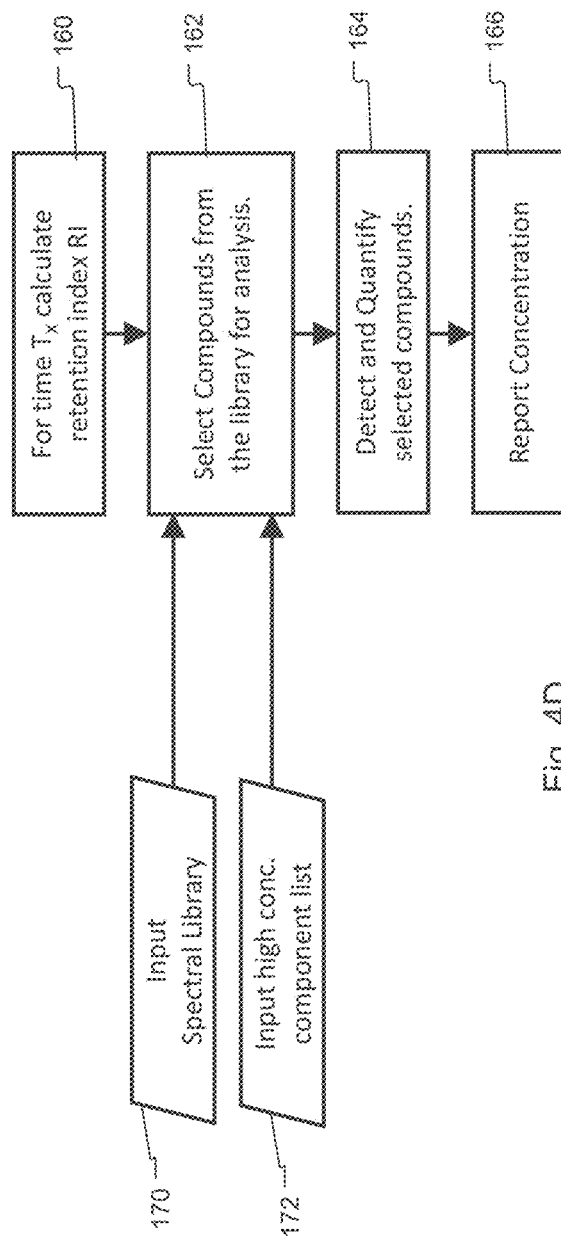 For time Tx calculate
retention index RI
160
Select Compounds from
the library for analysis.
162
Detect and Quantify
selected compounds.
164
Report Concentration
166
Input
Spectral Library
170
Input high conc.
component list
172
Fig. 4D